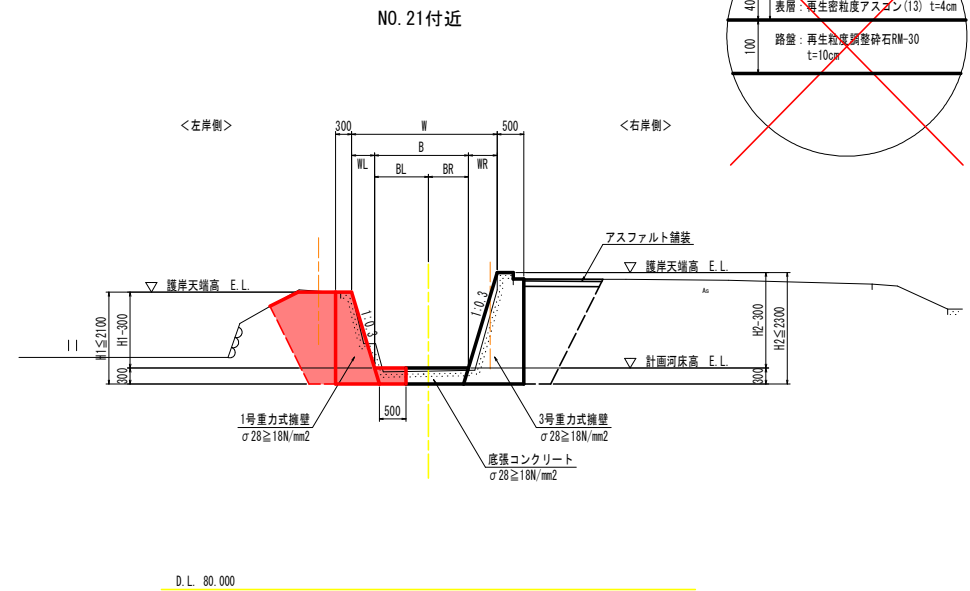 NO.21付近
40
表層：再生密粒度アスコン(13) t=4cm
100
路盤：再生粒度調整砕石RM-30
t=10cm
＜左岸側＞
300
W
500
＜右岸側＞
B
WL
BL
BR
WR
アスファルト舗装
護岸天端高 E.L.
護岸天端高 E.L.
As
H1≦2100
H1-300
300
1:0.3
1:0.3
H2-300
H2≦2300
300
計画河床高 E.L.
500
1号重力式擁壁
σ28≧18N/mm2
3号重力式擁壁
σ28≧18N/mm2
底張コンクリート
σ28≧18N/mm2
D.L. 80.000